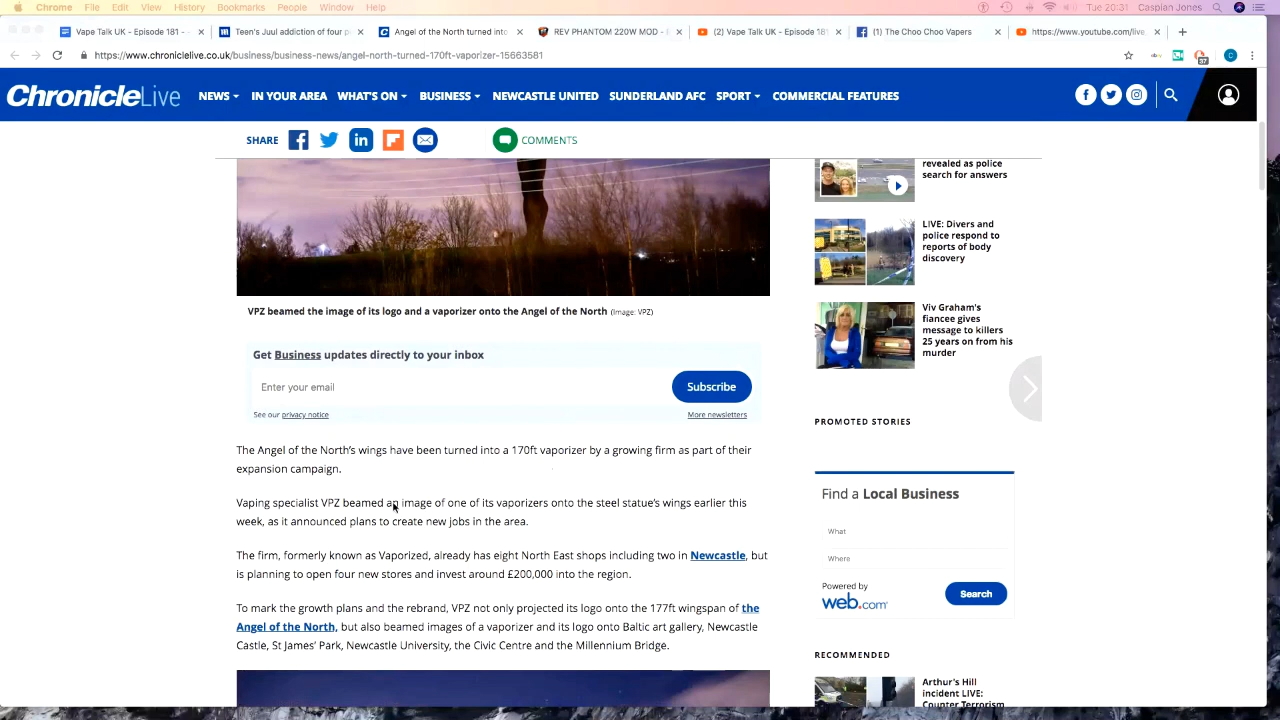 Chrome File Edit View History Bookmarks People Window Help Tue 20:31 Caspian Jones
Vape Talk UK - Episode 181 - Teen's Juul addiction of four p Angel of the North turned into REV PHANTOM 220W MOD - (2) Vape Talk UK - Episode 181 (1) The Choo Choo Vapers https://www.youtube.com/live
https://www.chroniclelive.co.uk/business/business-news/angel-north-turned-170ft-vaporizer-15663581 37 C
ChronicleLive NEWS IN YOUR AREA WHAT'S ON BUSINESS NEWCASTLE UNITED SUNDERLAND AFC SPORT COMMERCIAL FEATURES
SHARE COMMENTS
VPZ beamed the image of its logo and a vaporizer onto the Angel of the North (Image: VPZ)
Get Business updates directly to your inbox
Enter your email Subscribe
See our privacy notice More newsletters
The Angel of the North's wings have been turned into a 170ft vaporizer by a growing firm as part of their
expansion campaign.
Vaping specialist VPZ beamed an image of one of its vaporizers onto the steel statue's wings earlier this
week, as it announced plans to create new jobs in the area.
The firm, formerly known as Vaporized, already has eight North East shops including two in Newcastle, but
is planning to open four new stores and invest around £200,000 into the region.
To mark the growth plans and the rebrand, VPZ not only projected its logo onto the 177ft wingspan of the
Angel of the North, but also beamed images of a vaporizer and its logo onto Baltic art gallery, Newcastle
Castle, St James' Park, Newcastle University, the Civic Centre and the Millennium Bridge.
revealed as police
search for answers
LIVE: Divers and
police respond to
reports of body
discovery
Viv Graham's
fiancee gives
message to killers
25 years on from his
murder
PROMOTED STORIES
Find a Local Business
What
Where
Powered by
web.com Search
RECOMMENDED
Arthur's Hill
incident LIVE:
Counter Terrorism